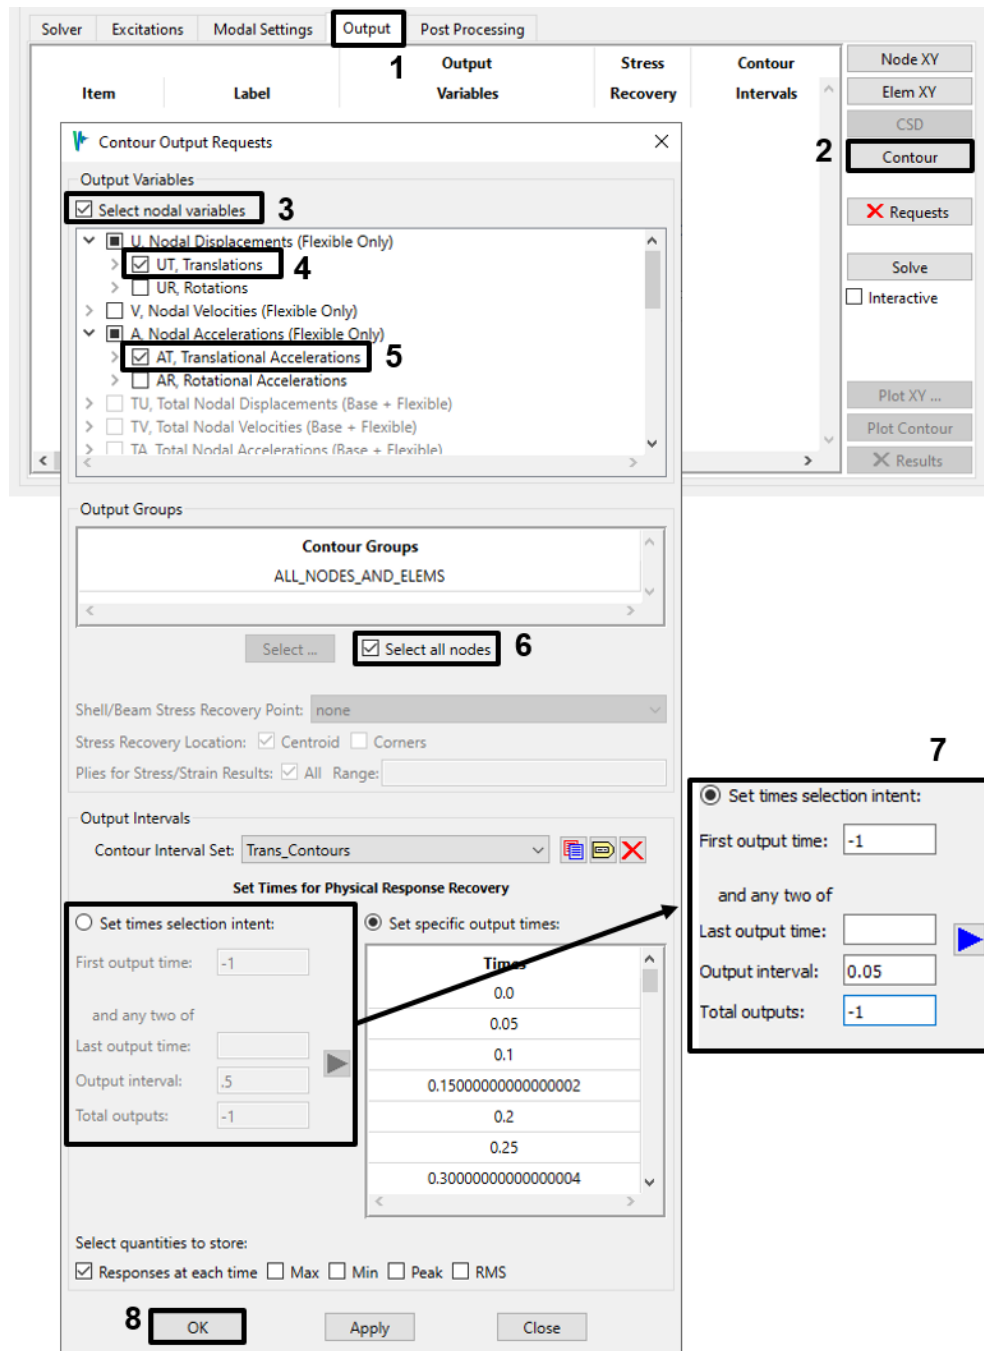 Solver Excitations Modal Settings Output Post Processing
1
Output Stress Contour
Item Label Variables Recovery Intervals
Node XY
Elem XY
CSD
2 Contour
Requests
Solve
Interactive
Plot XY ...
Plot Contour
Results
Contour Output Requests
Output Variables
Select nodal variables 3
U, Nodal Displacements (Flexible Only)
UT, Translations 4
UR, Rotations
V, Nodal Velocities (Flexible Only)
A, Nodal Accelerations (Flexible Only)
AT, Translational Accelerations 5
AR, Rotational Accelerations
TU, Total Nodal Displacements (Base + Flexible)
TV, Total Nodal Velocities (Base + Flexible)
TA, Total Nodal Accelerations (Base + Flexible)
Output Groups
Contour Groups
ALL_NODES_AND_ELEMS
Select ... Select all nodes 6
Shell/Beam Stress Recovery Point: none
Stress Recovery Location: Centroid Corners
Plies for Stress/Strain Results: All Range:
Output Intervals
Contour Interval Set: Trans_Contours
Set Times for Physical Response Recovery
Set times selection intent:
First output time: -1
and any two of
Last output time:
Output interval: .5
Total outputs: -1
Set specific output times:
Times
0.0
0.05
0.1
0.15000000000000002
0.2
0.25
0.30000000000000004
7
Set times selection intent:
First output time: -1
and any two of
Last output time:
Output interval: 0.05
Total outputs: -1
Select quantities to store:
Responses at each time Max Min Peak RMS
8 OK Apply Close